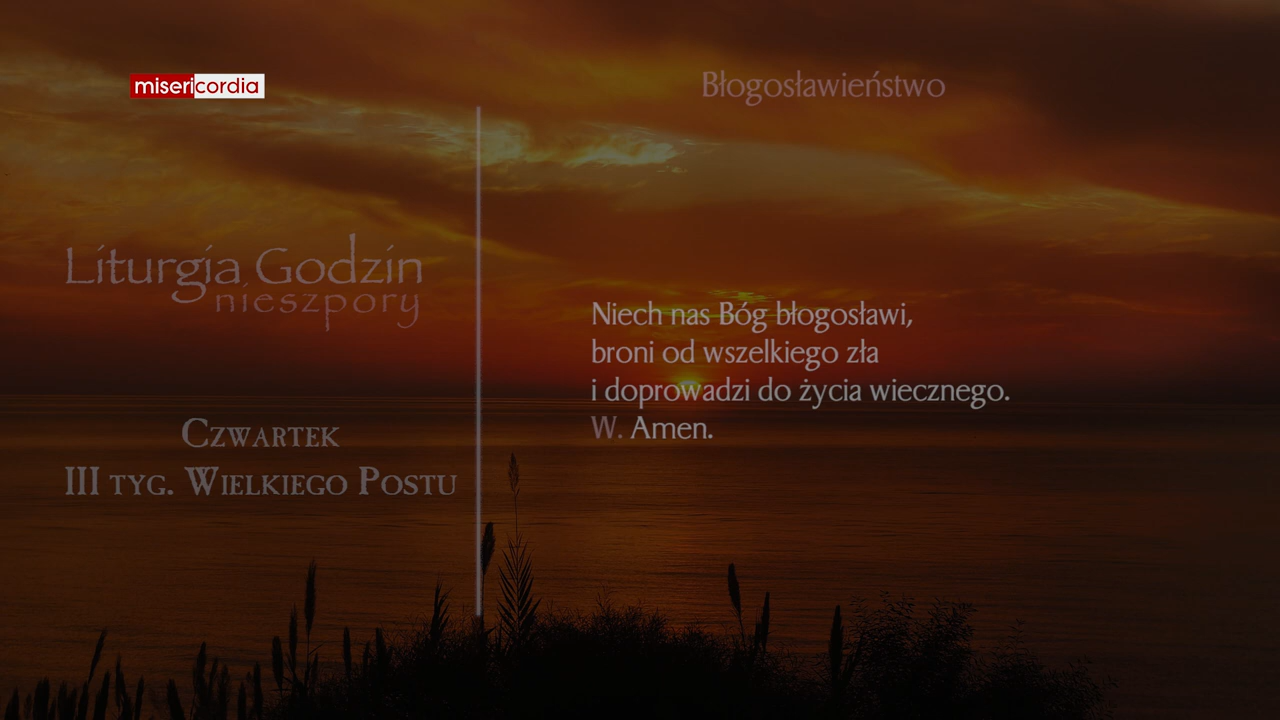 misericordia
Błogosławieństwo
Liturgia Godzin
nieszpory
Niech nas Bóg błogosławi,
broni od wszelkiego zła
i doprowadzi do życia wiecznego.
W. Amen.
Czwartek
III tyg. Wielkiego Postu